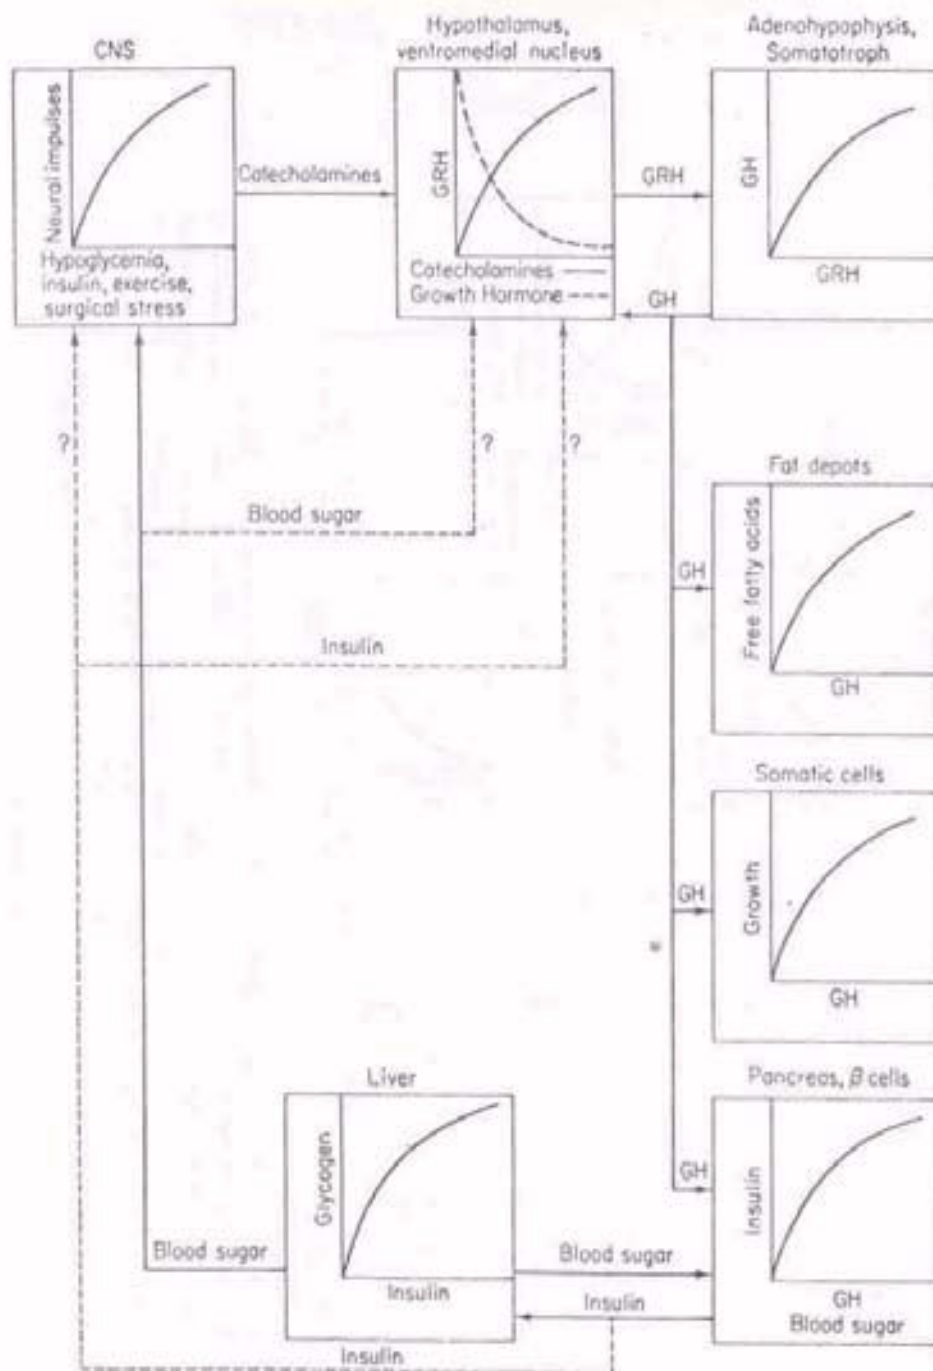 CNS
Hypothalamus,
ventromedial nucleus
Adenohypophysis,
Somatotroph
Neural impulses
Hypoglycemia,
insulin, exercise,
surgical stress
Catecholamines
GRH
Catecholamines
Growth Hormone
GRH
GH
GRH
GH
?
?
?
Blood sugar
Insulin
Fat depots
GH
Free fatty acids
GH
Somatic cells
GH
Growth
GH
Liver
Glycogen
Insulin
Pancreas, β cells
GH
Insulin
GH
Blood sugar
Blood sugar
Blood sugar
Insulin
Insulin